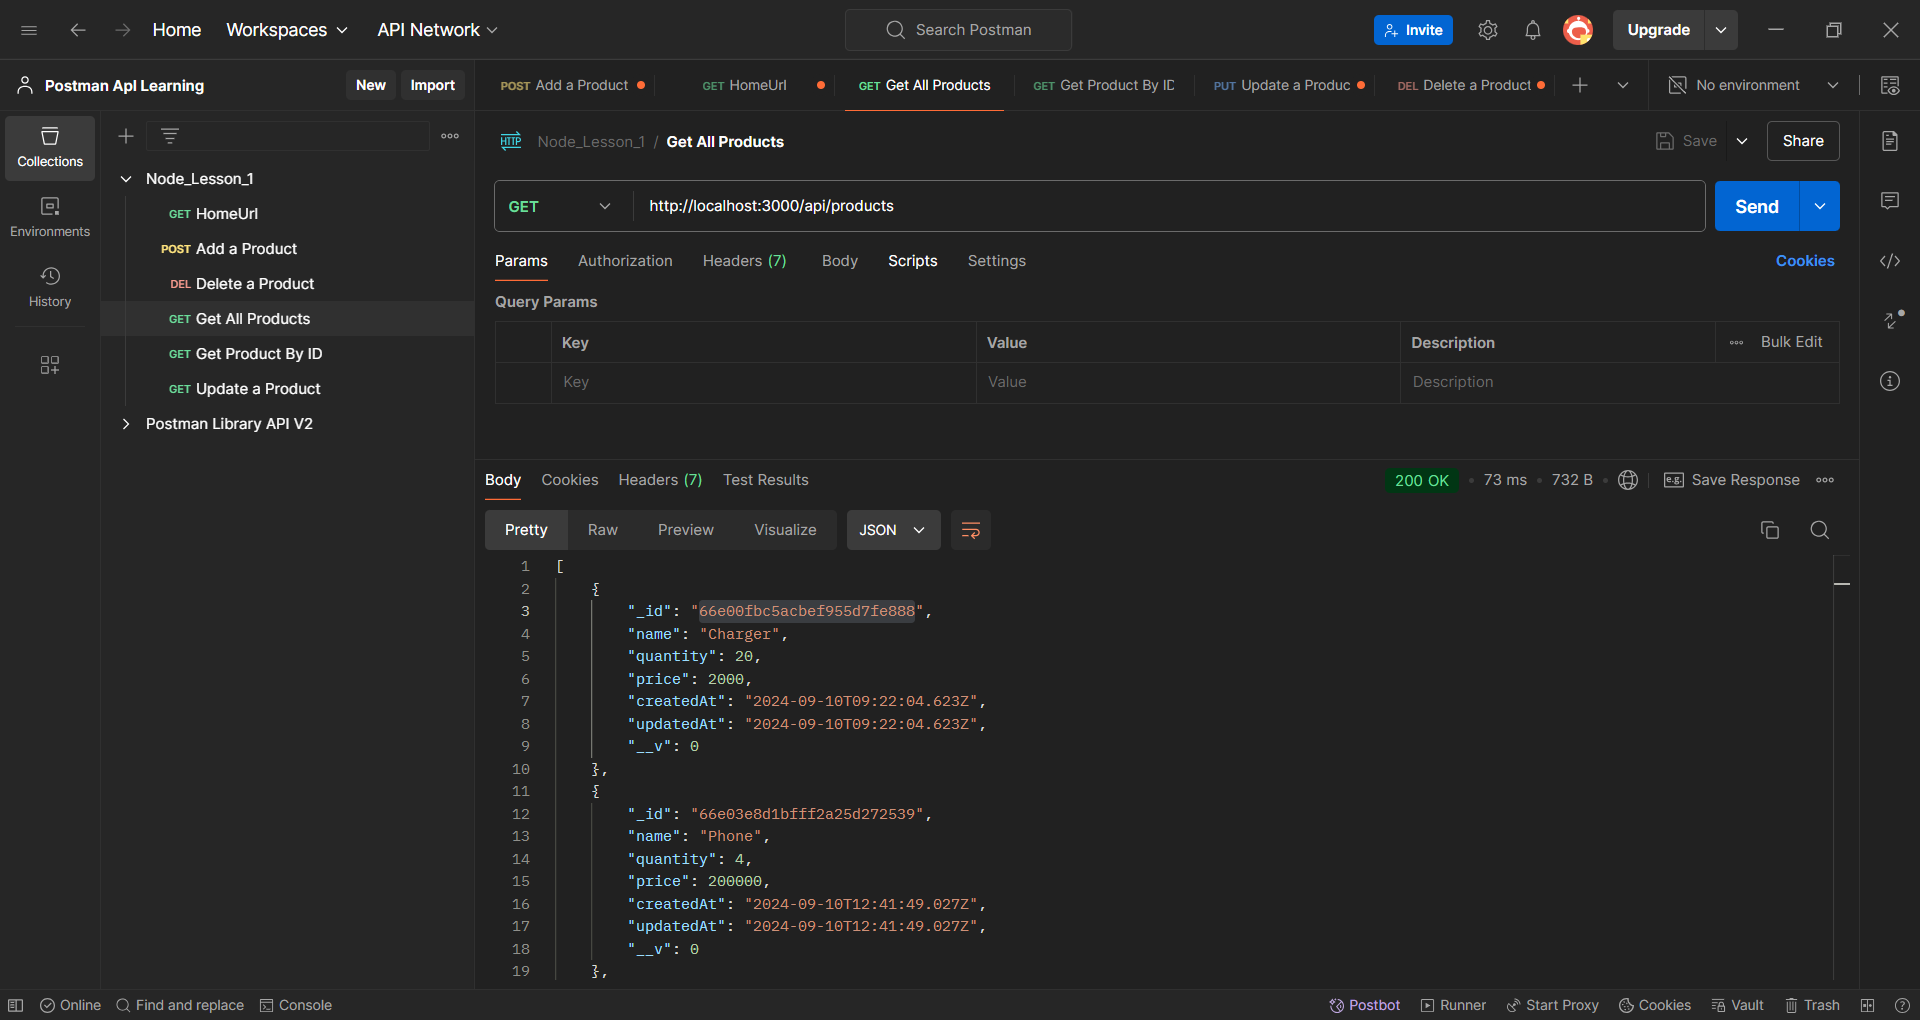 Home Workspaces API Network Search Postman Invite Upgrade
Postman ApI Learning New Import
POST Add a Product GET HomeUrl GET Get All Products GET Get Product By ID PUT Update a Produc DEL Delete a Product No environment
Collections
Environments
History
Node_Lesson_1
GET HomeUrl
POST Add a Product
DEL Delete a Product
GET Get All Products
GET Get Product By ID
GET Update a Product
Postman Library API V2
HTTP Node_Lesson_1 / Get All Products Save Share
GET http://localhost:3000/api/products Send
Params Authorization Headers (7) Body Scripts Settings Cookies
Query Params
Key Value Description Bulk Edit
Key Value Description
Body Cookies Headers (7) Test Results 200 OK 73 ms 732 B e.g. Save Response
Pretty Raw Preview Visualize JSON
1 [
2 {
3 "_id": "66e00fbc5acbef955d7fe888",
4 "name": "Charger",
5 "quantity": 20,
6 "price": 2000,
7 "createdAt": "2024-09-10T09:22:04.623Z",
8 "updatedAt": "2024-09-10T09:22:04.623Z",
9 "__v": 0
10 },
11 {
12 "_id": "66e03e8d1bfff2a25d272539",
13 "name": "Phone",
14 "quantity": 4,
15 "price": 200000,
16 "createdAt": "2024-09-10T12:41:49.027Z",
17 "updatedAt": "2024-09-10T12:41:49.027Z",
18 "__v": 0
19 },
Online Find and replace Console Postbot Runner Start Proxy Cookies Vault Trash